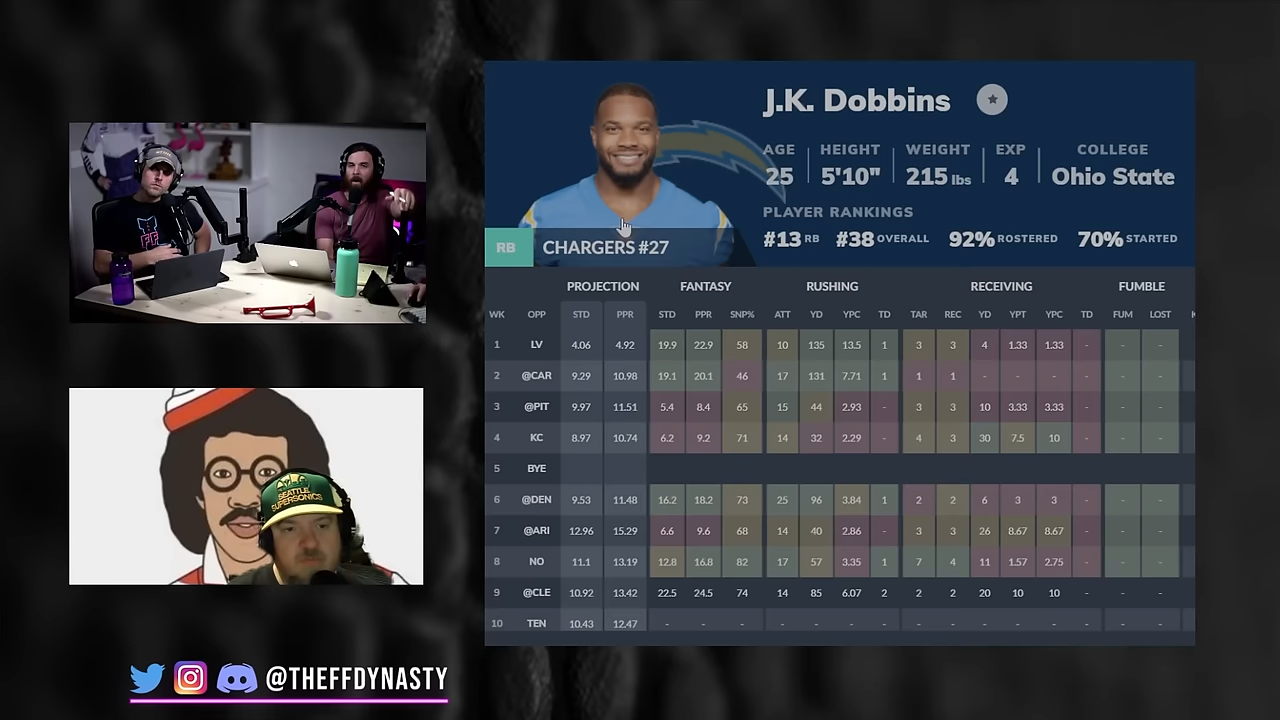 J.K. Dobbins
AGE HEIGHT WEIGHT EXP COLLEGE
25 5'10" 215 lbs 4 Ohio State
PLAYER RANKINGS
#13 RB #38 OVERALL 92% ROSTERED 70% STARTED
RB CHARGERS #27
PROJECTION FANTASY RUSHING RECEIVING FUMBLE
WK OPP STD PPR STD PPR SNP% ATT YD YPC TD TAR REC YD YPT YPC TD FUM LOST
1 LV 4.06 4.92 19.9 22.9 58 10 135 13.5 1 3 3 4 1.33 1.33 - - -
2 @CAR 9.29 10.98 19.1 20.1 46 17 131 7.71 1 1 1 - - - - - -
3 @PIT 9.97 11.51 5.4 8.4 65 15 44 2.93 - 3 3 10 3.33 3.33 - - -
4 KC 8.97 10.74 6.2 9.2 71 14 32 2.29 - 4 3 30 7.5 10 - - -
5 BYE
6 @DEN 9.53 11.48 16.2 18.2 73 25 96 3.84 1 2 2 6 3 3 - - -
7 @ARI 12.96 15.29 6.6 9.6 68 14 40 2.86 - 3 3 26 8.67 8.67 - - -
8 NO 11.1 13.19 12.8 16.8 82 17 57 3.35 1 7 4 11 1.57 2.75 - - -
9 @CLE 10.92 13.42 22.5 24.5 74 14 85 6.07 2 2 2 20 10 10 - - -
10 TEN 10.43 12.47 - - - - - - - - - - - - - - -
SEATTLE
SUPERSONICS
FF
@THEFFDYNASTY